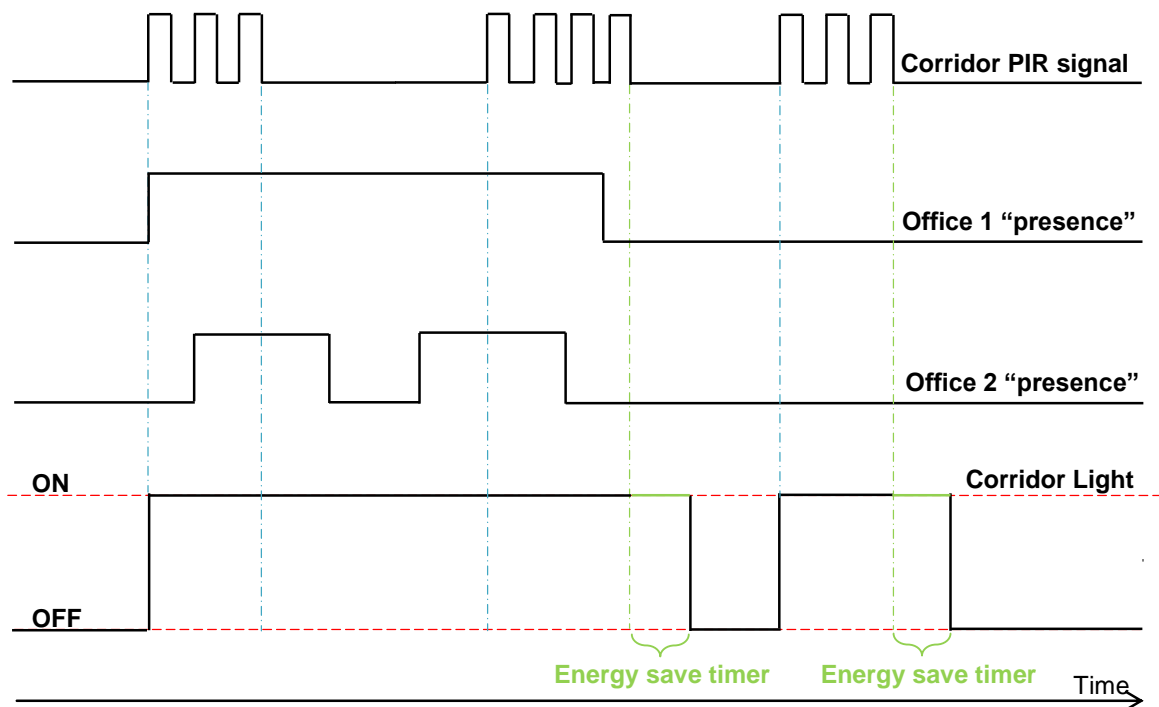 Corridor PIR signal
Office 1 “presence”
Office 2 “presence”
ON
Corridor Light
OFF
Energy save timer
Energy save timer
Time